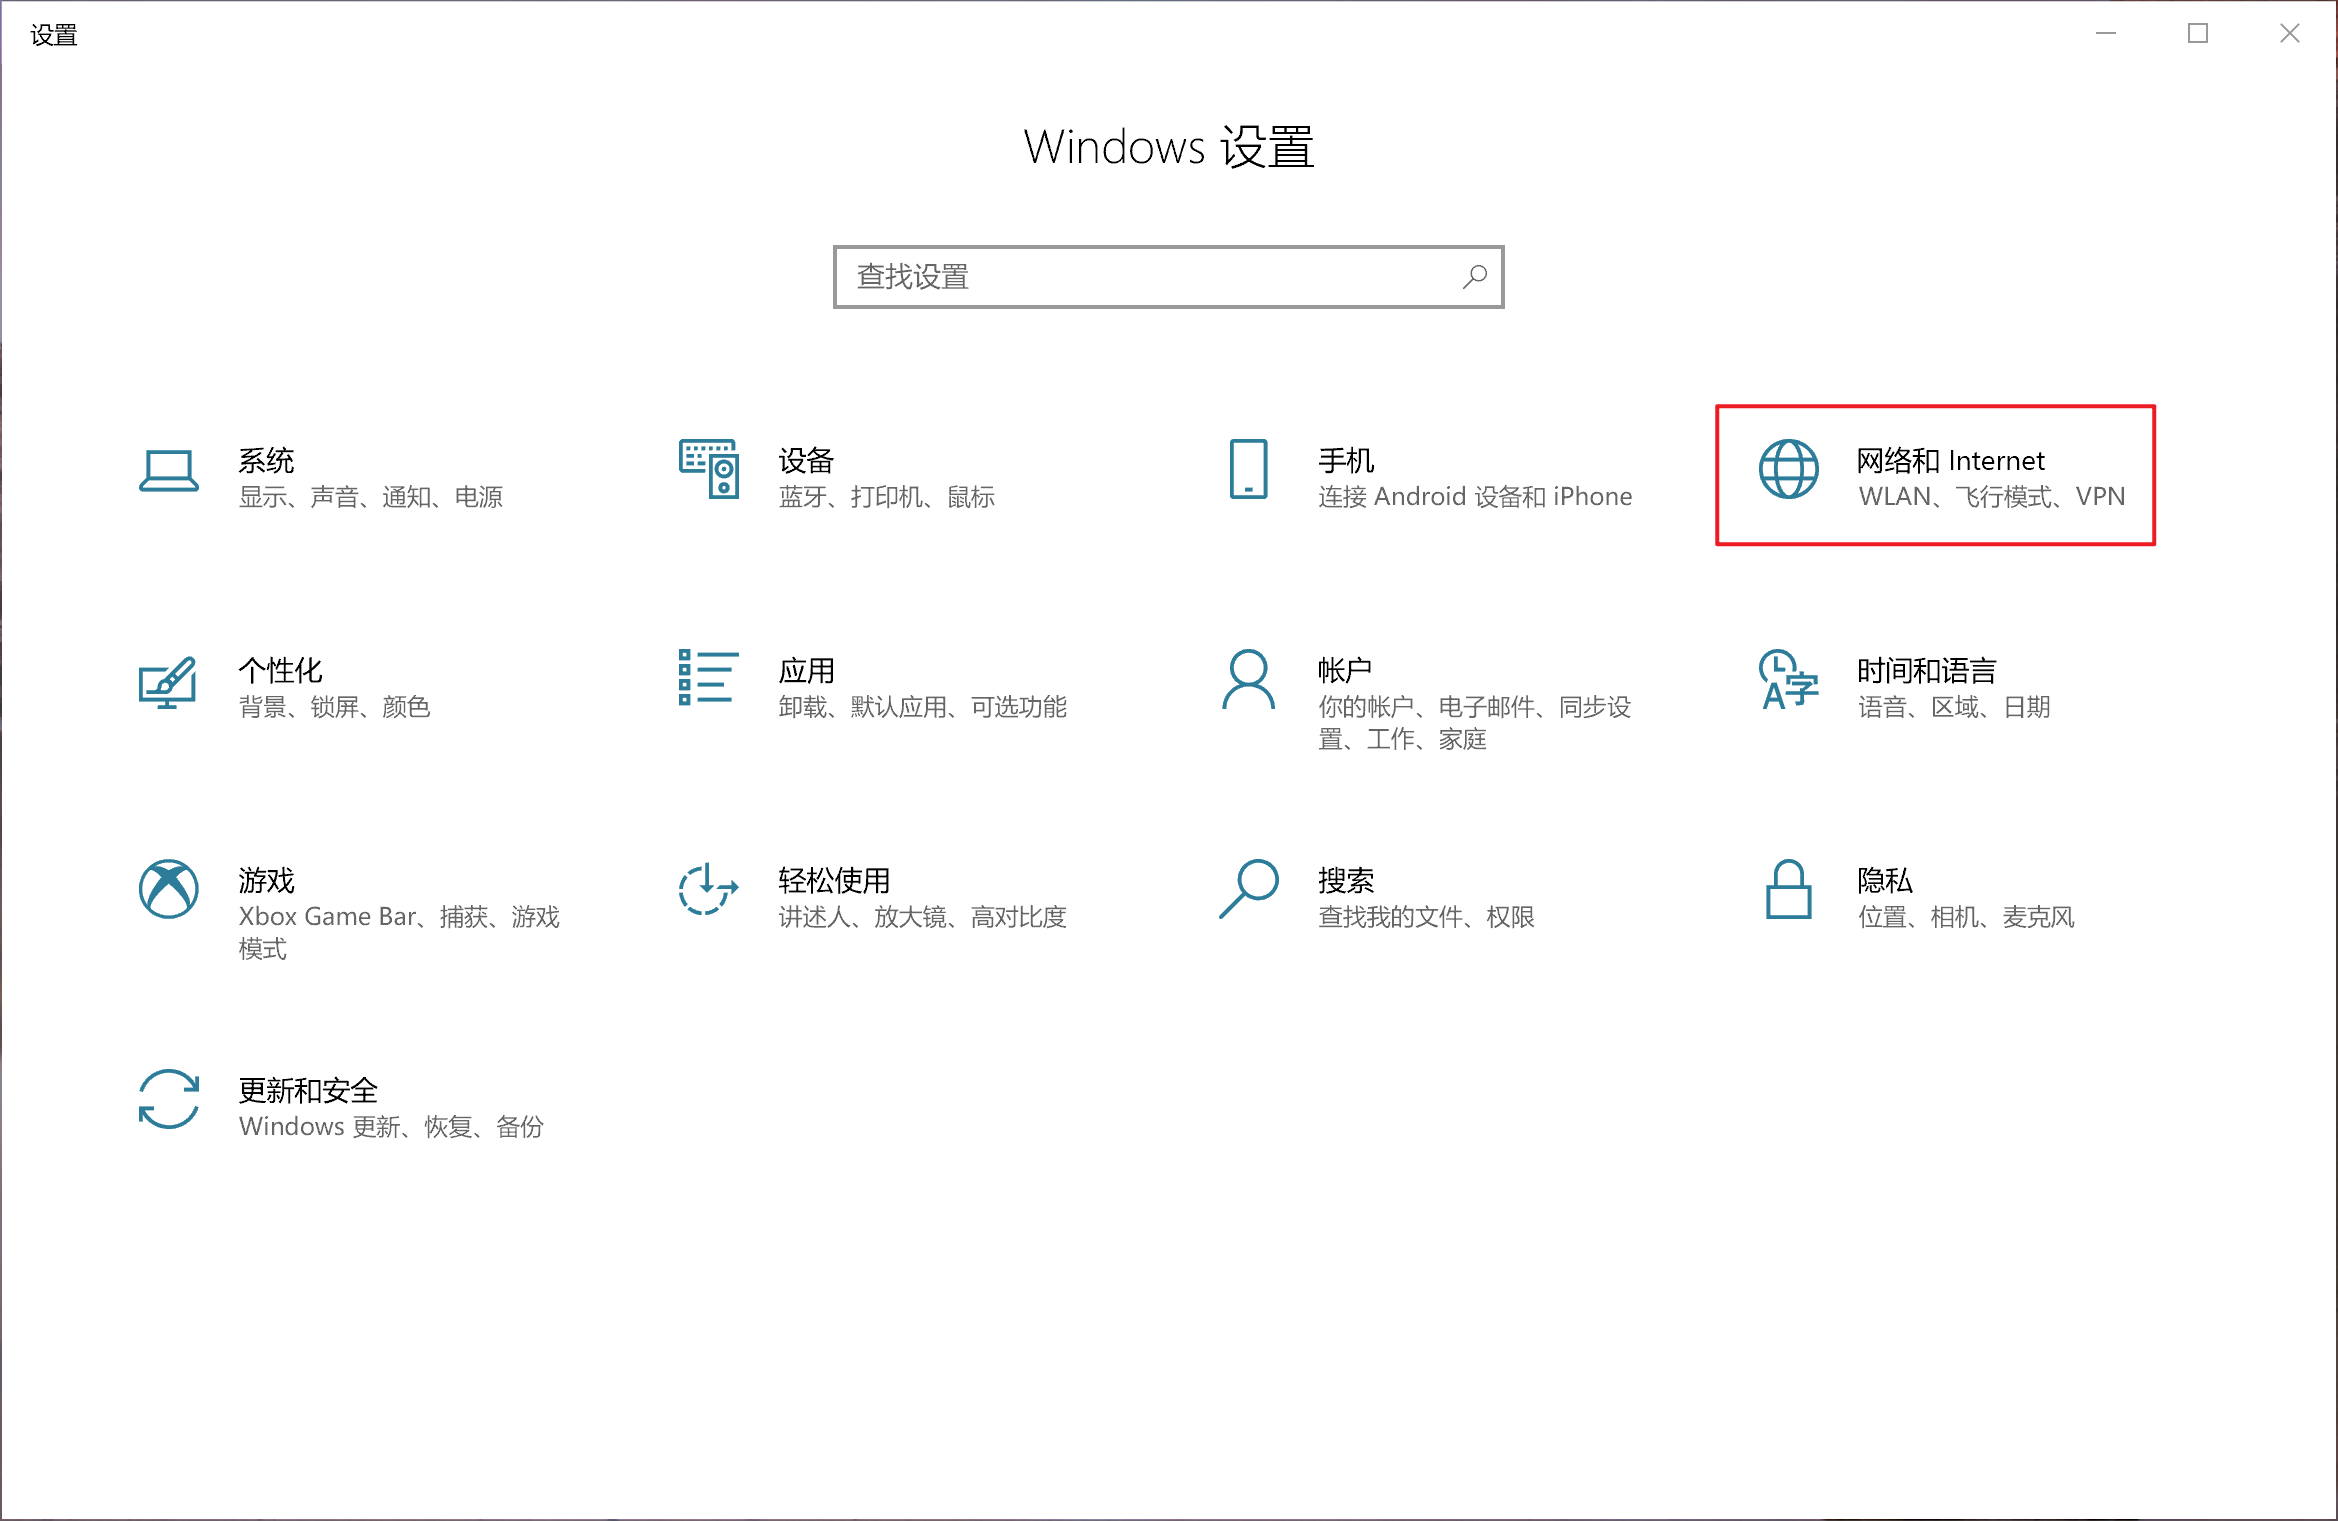 设置
Windows 设置
查找设置
系统
显示、声音、通知、电源
设备
蓝牙、打印机、鼠标
手机
连接 Android 设备和 iPhone
网络和 Internet
WLAN、飞行模式、VPN
个性化
背景、锁屏、颜色
应用
卸载、默认应用、可选功能
帐户
你的帐户、电子邮件、同步设
置、工作、家庭
时间和语言
语音、区域、日期
游戏
Xbox Game Bar、捕获、游戏
模式
轻松使用
讲述人、放大镜、高对比度
搜索
查找我的文件、权限
隐私
位置、相机、麦克风
更新和安全
Windows 更新、恢复、备份